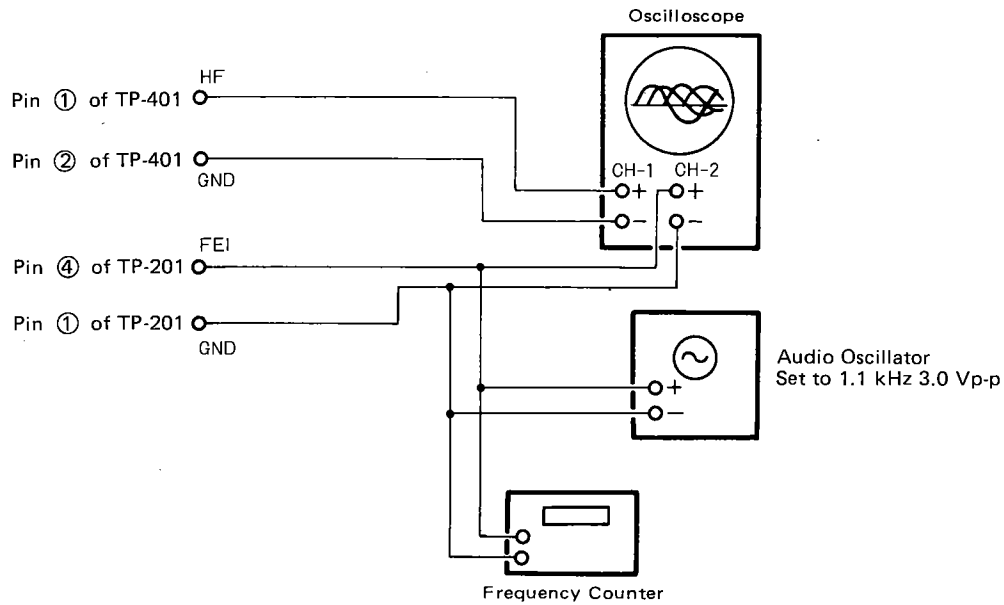 Oscilloscope
HF
Pin ① of TP-401
Pin ② of TP-401
GND
CH-1 CH-2
+ +
− −
FEI
Pin ④ of TP-201
Pin ① of TP-201
GND
Audio Oscillator
Set to 1.1 kHz 3.0 Vp-p
+
−
Frequency Counter